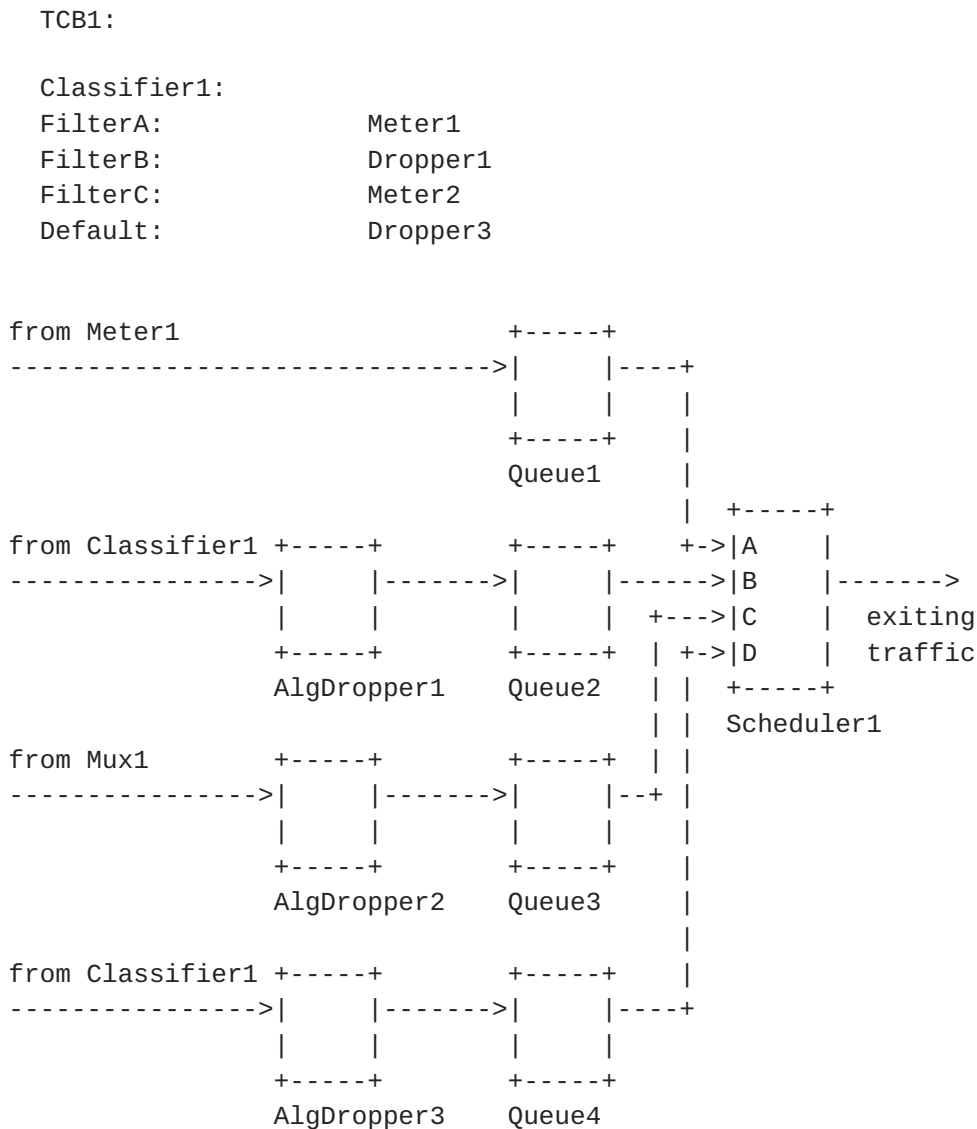 TCB1:
Classifier1:
FilterA: Meter1
FilterB: Dropper1
FilterC: Meter2
Default: Dropper3
from Meter1
Queue1
from Classifier1
A
B
C exiting
D traffic
AlgDropper1 Queue2
Scheduler1
from Mux1
AlgDropper2 Queue3
from Classifier1
AlgDropper3 Queue4